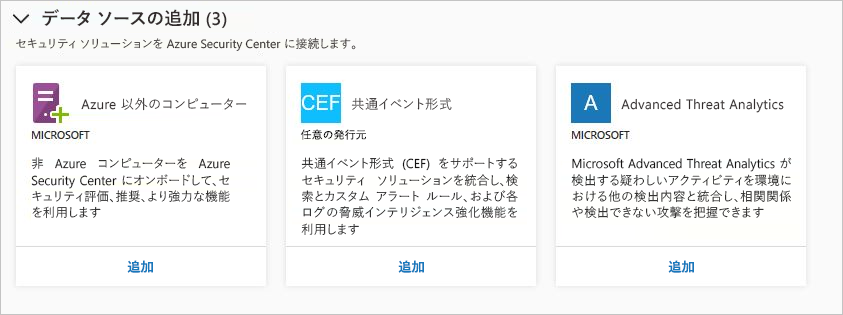 データ ソースの追加 (3)
セキュリティ ソリューションを Azure Security Center に接続します。
Azure 以外のコンピューター
MICROSOFT
非 Azure コンピューターを Azure
Security Center にオンボードして、セ
キュリティ評価、推奨、より強力な機能
を利用します
追加
CEF
共通イベント形式
任意の発行元
共通イベント形式 (CEF) をサポートする
セキュリティ ソリューションを統合し、検
索とカスタム アラート ルール、および各
ログの脅威インテリジェンス強化機能を
利用します
追加
A
Advanced Threat Analytics
MICROSOFT
Microsoft Advanced Threat Analytics が
検出する疑わしいアクティビティを環境に
おける他の検出内容と統合し、相関関係
や検出できない攻撃を把握できます
追加